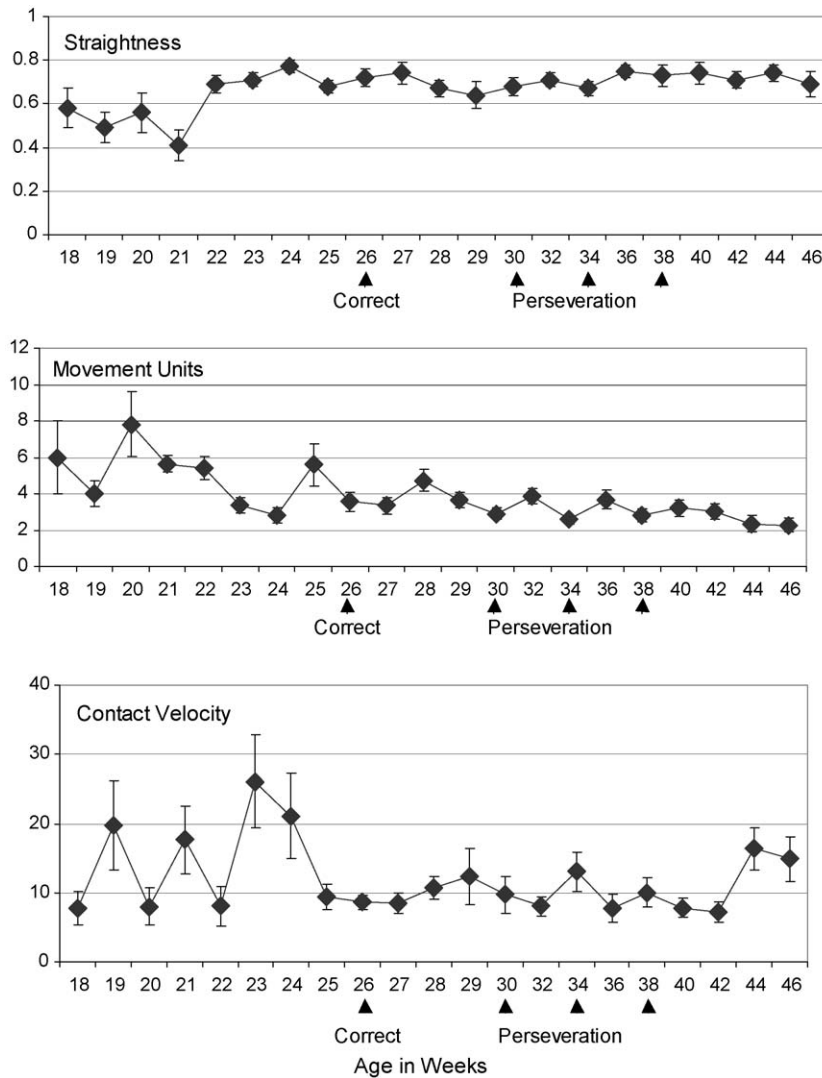 Straightness
1
0.8
0.6
0.4
0.2
0
18 19 20 21 22 23 24 25 26 27 28 29 30 32 34 36 38 40 42 44 46
Correct Perseveration
Movement Units
12
10
8
6
4
2
0
18 19 20 21 22 23 24 25 26 27 28 29 30 32 34 36 38 40 42 44 46
Correct Perseveration
Contact Velocity
40
30
20
10
0
18 19 20 21 22 23 24 25 26 27 28 29 30 32 34 36 38 40 42 44 46
Correct Perseveration
Age in Weeks